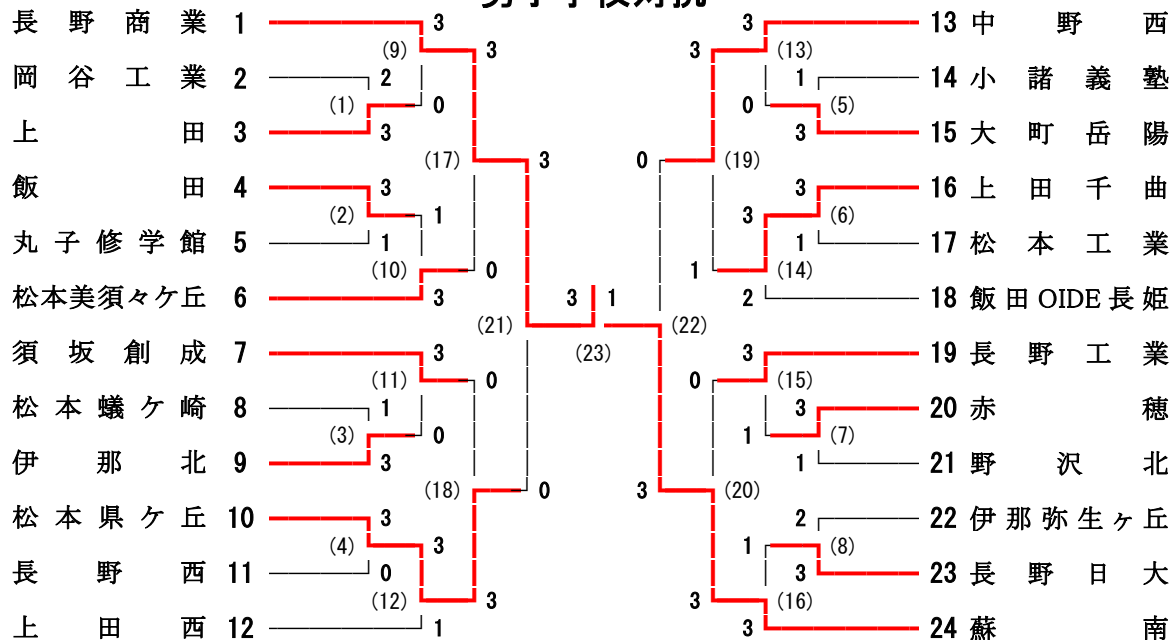 男子学校対抗
長野商業 1 3 3 13 中野西
(9) 3 3 (13)
岡谷工業 2 2 1 14 小諸義塾
(1) 0 0 (5)
上田 3 3 3 15 大町岳陽
(17) 3 0 (19)
飯田 4 3 3 16 上田千曲
(2) 1 3 (6)
丸子修学館 5 1 1 17 松本工業
(10) 0 1 (14)
松本美須々ケ丘 6 3 3 1 2 18 飯田OIDE長姫
(21) (22)
須坂創成 7 3 (23) 3 19 長野工業
(11) 0 0 (15)
松本蟻ケ崎 8 1 3 20 赤穂
(3) 0 1 (7)
伊那北 9 3 1 21 野沢北
(18) 0 3 (20)
松本県ケ丘 10 3 2 22 伊那弥生ヶ丘
(4) 3 1 (8)
長野西 11 0 3 23 長野日大
(12) 3 3 (16)
上田西 12 1 3 24 蘇南